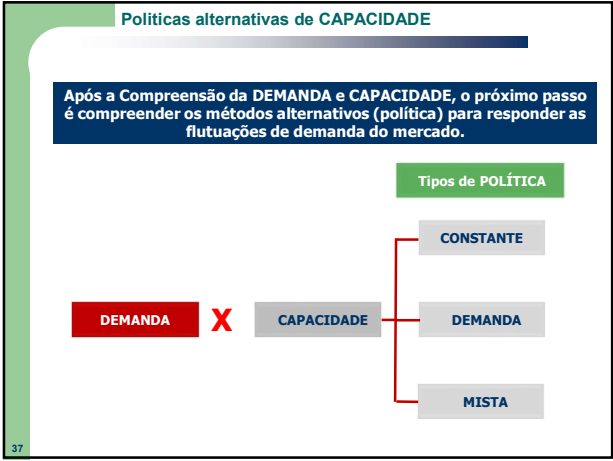 Politicas alternativas de CAPACIDADE
Após a Compreensão da DEMANDA e CAPACIDADE, o próximo passo
é compreender os métodos alternativos (política) para responder as
flutuações de demanda do mercado.
Tipos de POLÍTICA
CONSTANTE
DEMANDA X CAPACIDADE DEMANDA
MISTA
37